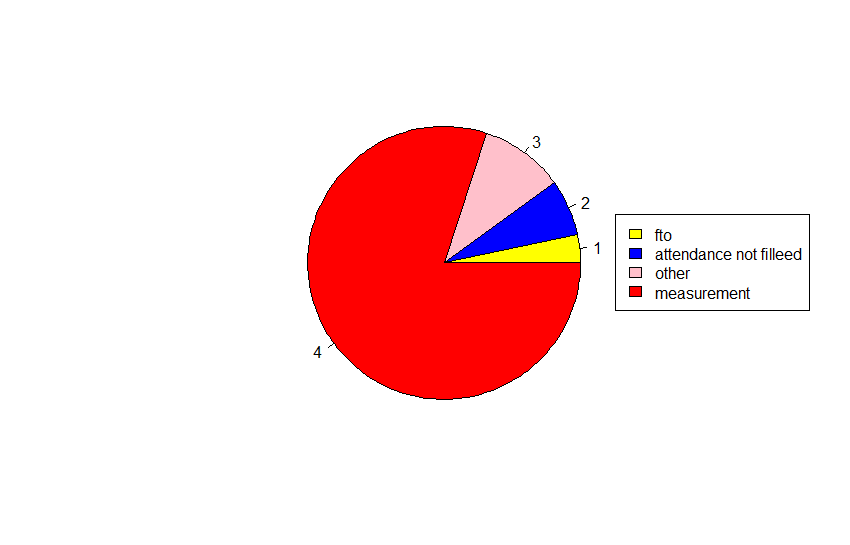 3
2
1
4
fto
attendance not filleed
other
measurement